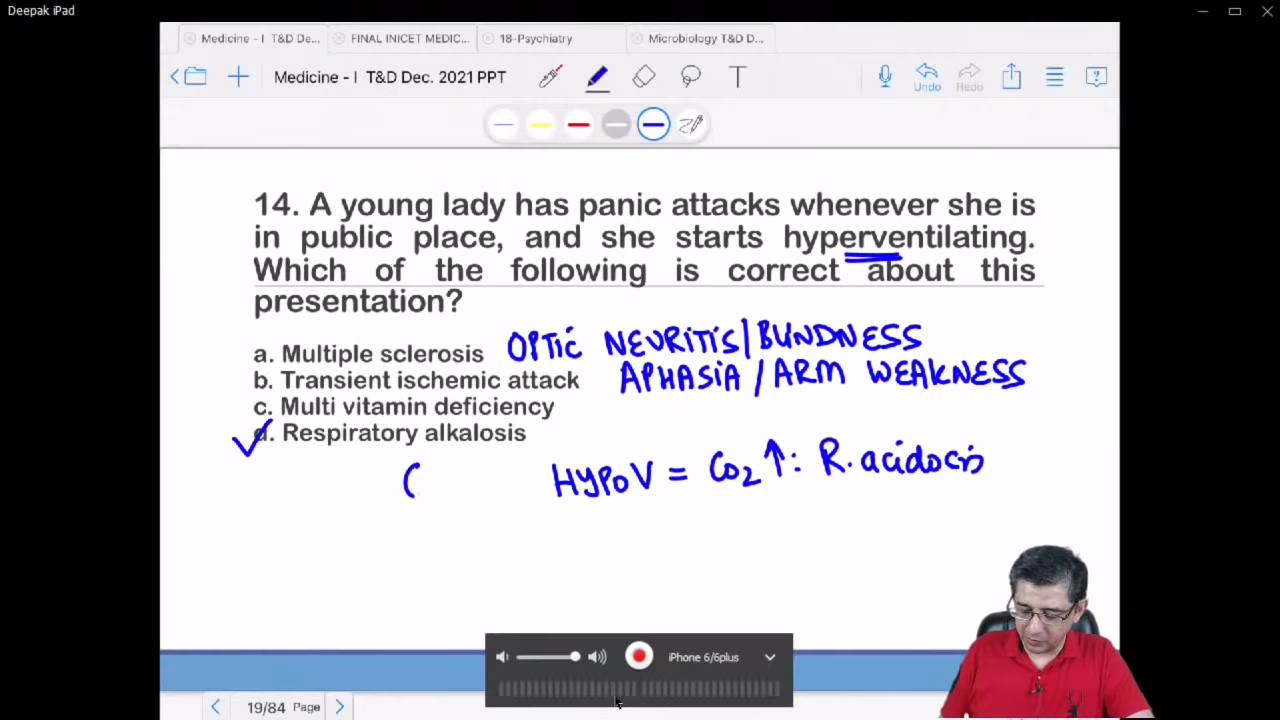 Deepak iPad
Medicine - I T&D De... FINAL INICET MEDIC... 18-Psychiatry Microbiology T&D D...
Medicine - I T&D Dec. 2021 PPT T Undo Redo
14. A young lady has panic attacks whenever she is
in public place, and she starts hyperventilating.
Which of the following is correct about this
presentation?
a. Multiple sclerosis OPTIC NEURITIS/BLINDNESS
b. Transient ischemic attack APHASIA / ARM WEAKNESS
c. Multi vitamin deficiency
d. Respiratory alkalosis
( HYPOV = CO2 ↑: R. acidocis
iPhone 6/6plus
19/84 Page